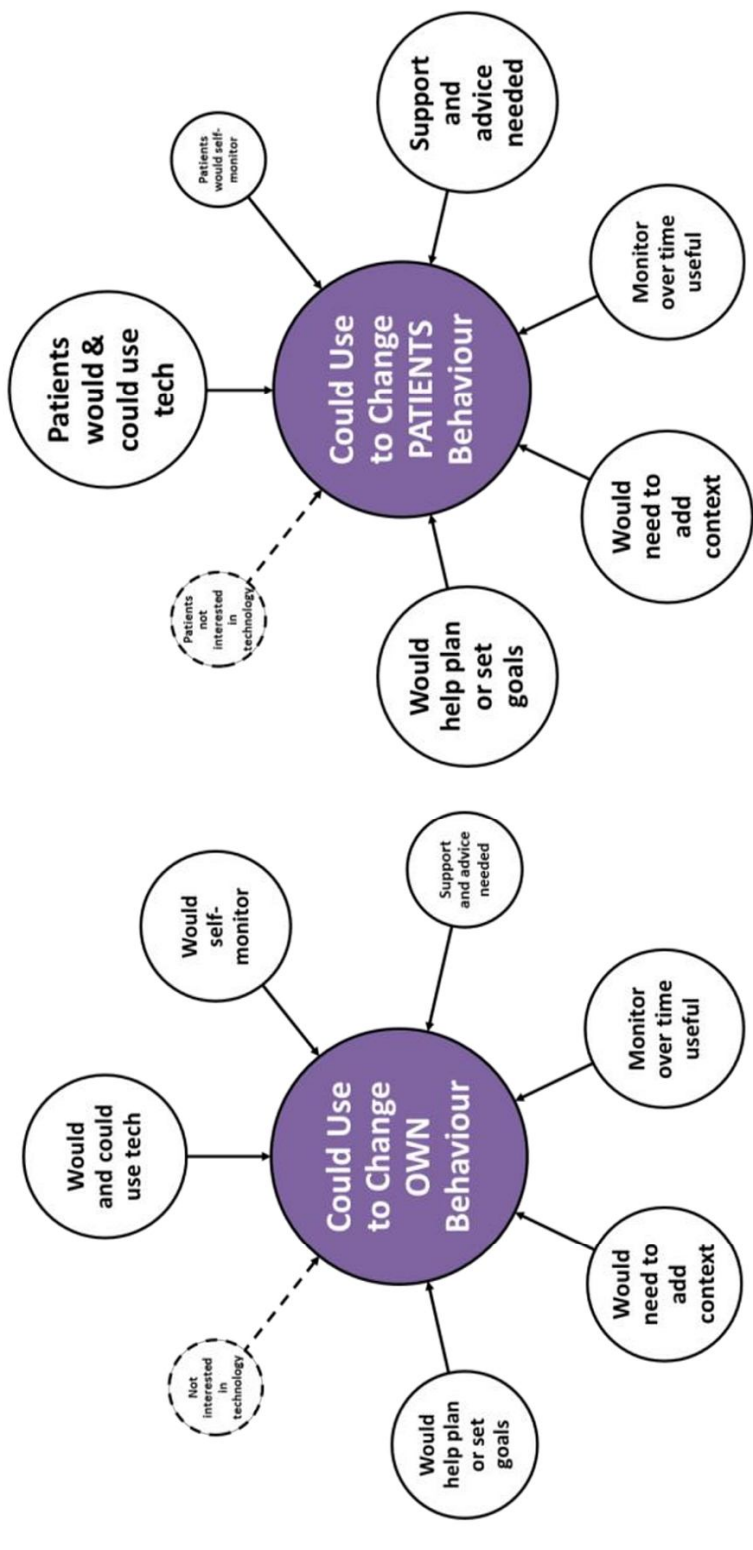 Would
and could
use tech
Would
self-
monitor
Support
and advice
needed
Monitor
over time
useful
Would
need to
add
context
Would
help plan
or set
goals
Not
interested
in
technology
Could Use
to Change
OWN
Behaviour
Patients
would &
could use
tech
Patients
would self-
monitor
Support
and
advice
needed
Monitor
over time
useful
Would
need to
add
context
Would
help plan
or set
goals
Patients
not
interested
in
technology
Could Use
to Change
PATIENTS
Behaviour